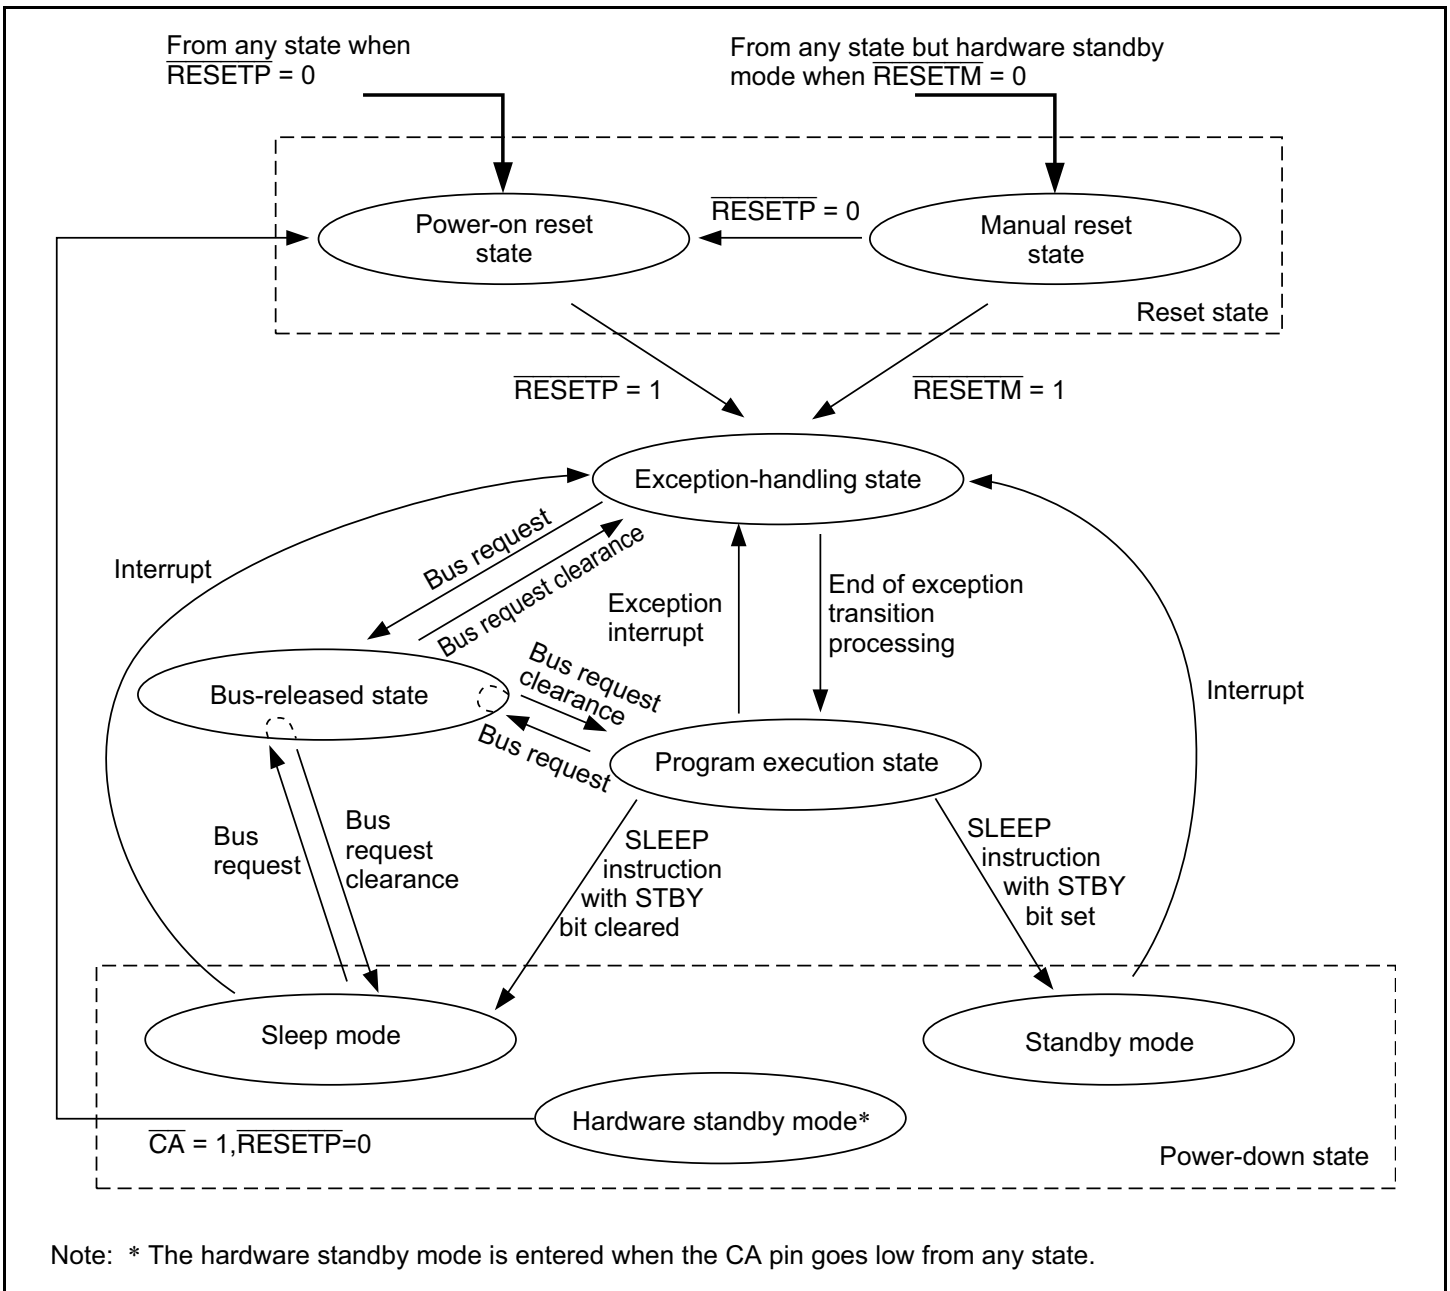 From any state when
RESETP = 0
From any state but hardware standby
mode when RESETM = 0
RESETP = 0
Power-on reset
state
Manual reset
state
Reset state
RESETP = 1
RESETM = 1
Exception-handling state
Bus request
Bus request clearance
Interrupt
Exception
interrupt
End of exception
transition
processing
Bus request
clearance
Bus request
Bus-released state
Interrupt
Program execution state
Bus
request
Bus
request
clearance
SLEEP
instruction
with STBY
bit cleared
SLEEP
instruction
with STBY
bit set
Sleep mode
Standby mode
Hardware standby mode*
CA = 1,RESETP=0
Power-down state
Note: * The hardware standby mode is entered when the CA pin goes low from any state.